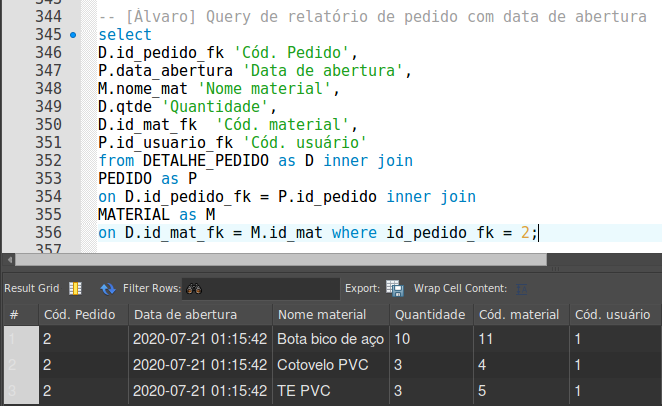 344 -- [Álvaro] Query de relatório de pedido com data de abertura
345 select
346 D.id_pedido_fk 'Cód. Pedido',
347 P.data_abertura 'Data de abertura',
348 M.nome_mat 'Nome material',
349 D.qtde 'Quantidade',
350 D.id_mat_fk  'Cód. material',
351 P.id_usuario_fk 'Cód. usuário'
352 from DETALHE_PEDIDO as D inner join
353 PEDIDO as P
354 on D.id_pedido_fk = P.id_pedido inner join
355 MATERIAL as M
356 on D.id_mat_fk = M.id_mat where id_pedido_fk = 2;
357
Result Grid Filter Rows: Export: Wrap Cell Content:
# Cód. Pedido Data de abertura Nome material Quantidade Cód. material Cód. usuário
1 2 2020-07-21 01:15:42 Bota bico de aço 10 11 1
2 2 2020-07-21 01:15:42 Cotovelo PVC 3 4 1
3 2 2020-07-21 01:15:42 TE PVC 3 5 1